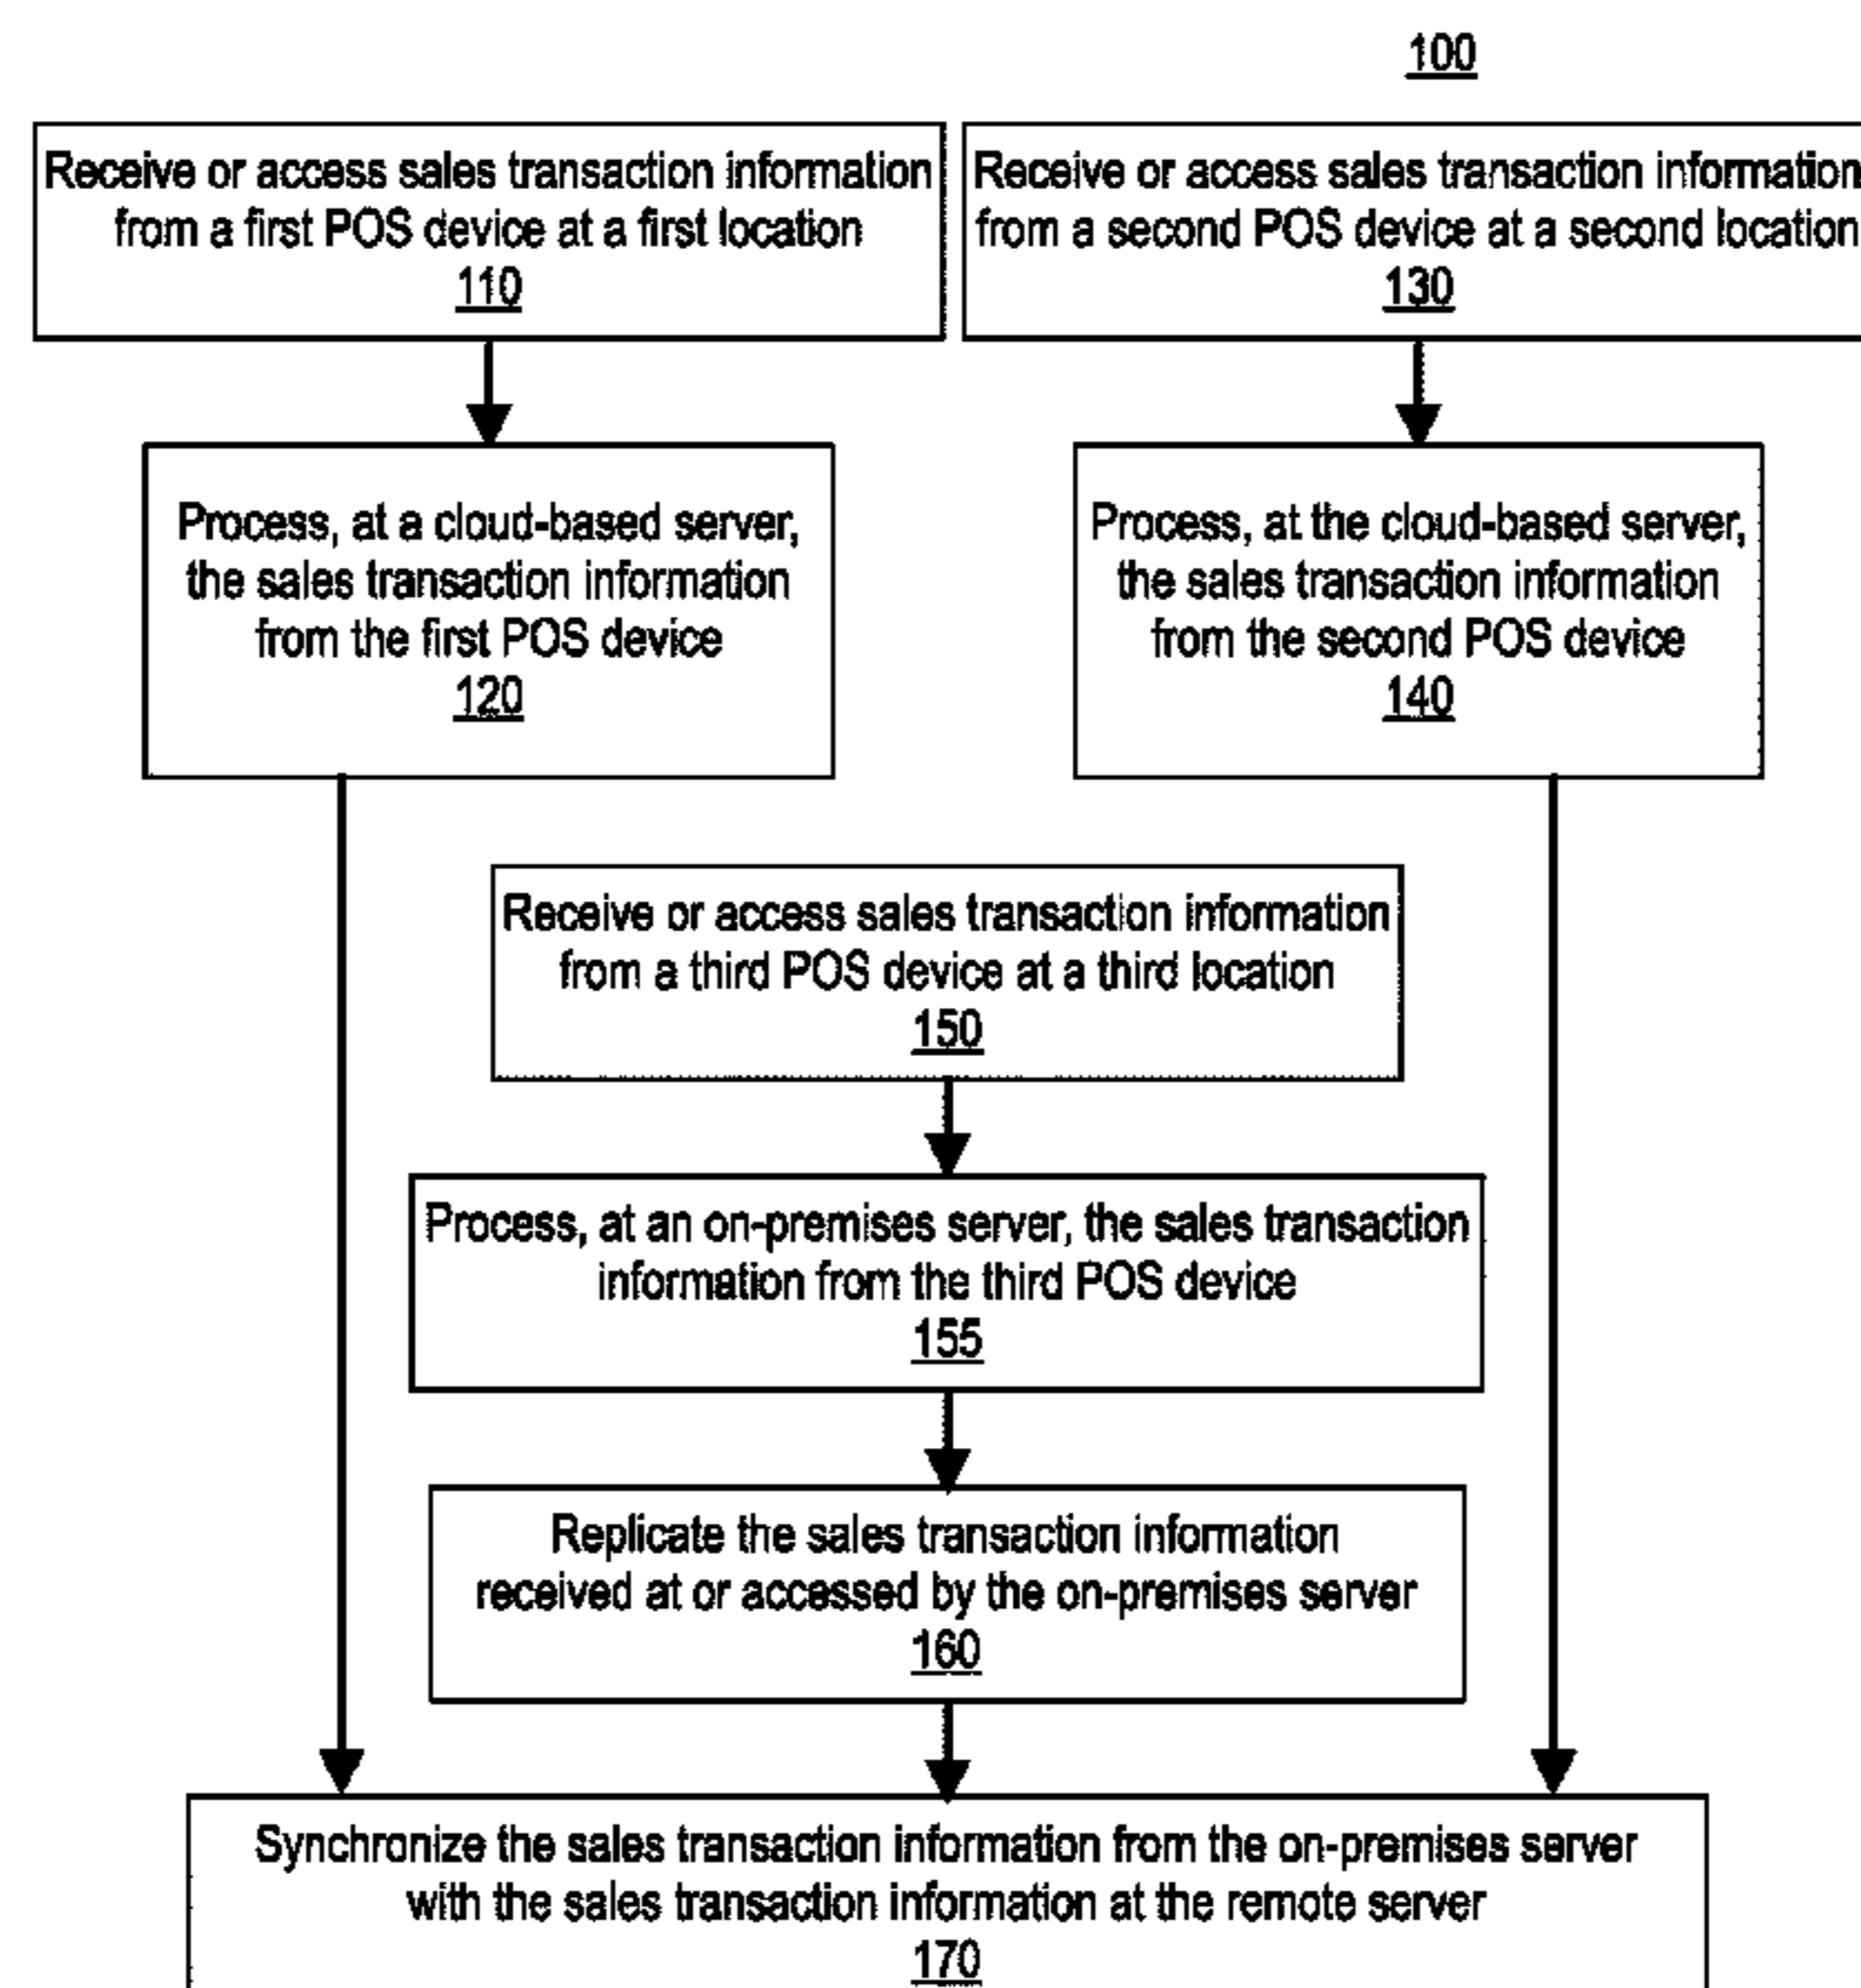 100
Receive or access sales transaction information
from a first POS device at a first location
110
Receive or access sales transaction information
from a second POS device at a second location
130
Process, at a cloud-based server,
the sales transaction information
from the first POS device
120
Process, at the cloud-based server,
the sales transaction information
from the second POS device
140
Receive or access sales transaction information
from a third POS device at a third location
150
Process, at an on-premises server, the sales transaction
information from the third POS device
155
Replicate the sales transaction information
received at or accessed by the on-premises server
160
Synchronize the sales transaction information from the on-premises server
with the sales transaction information at the remote server
170